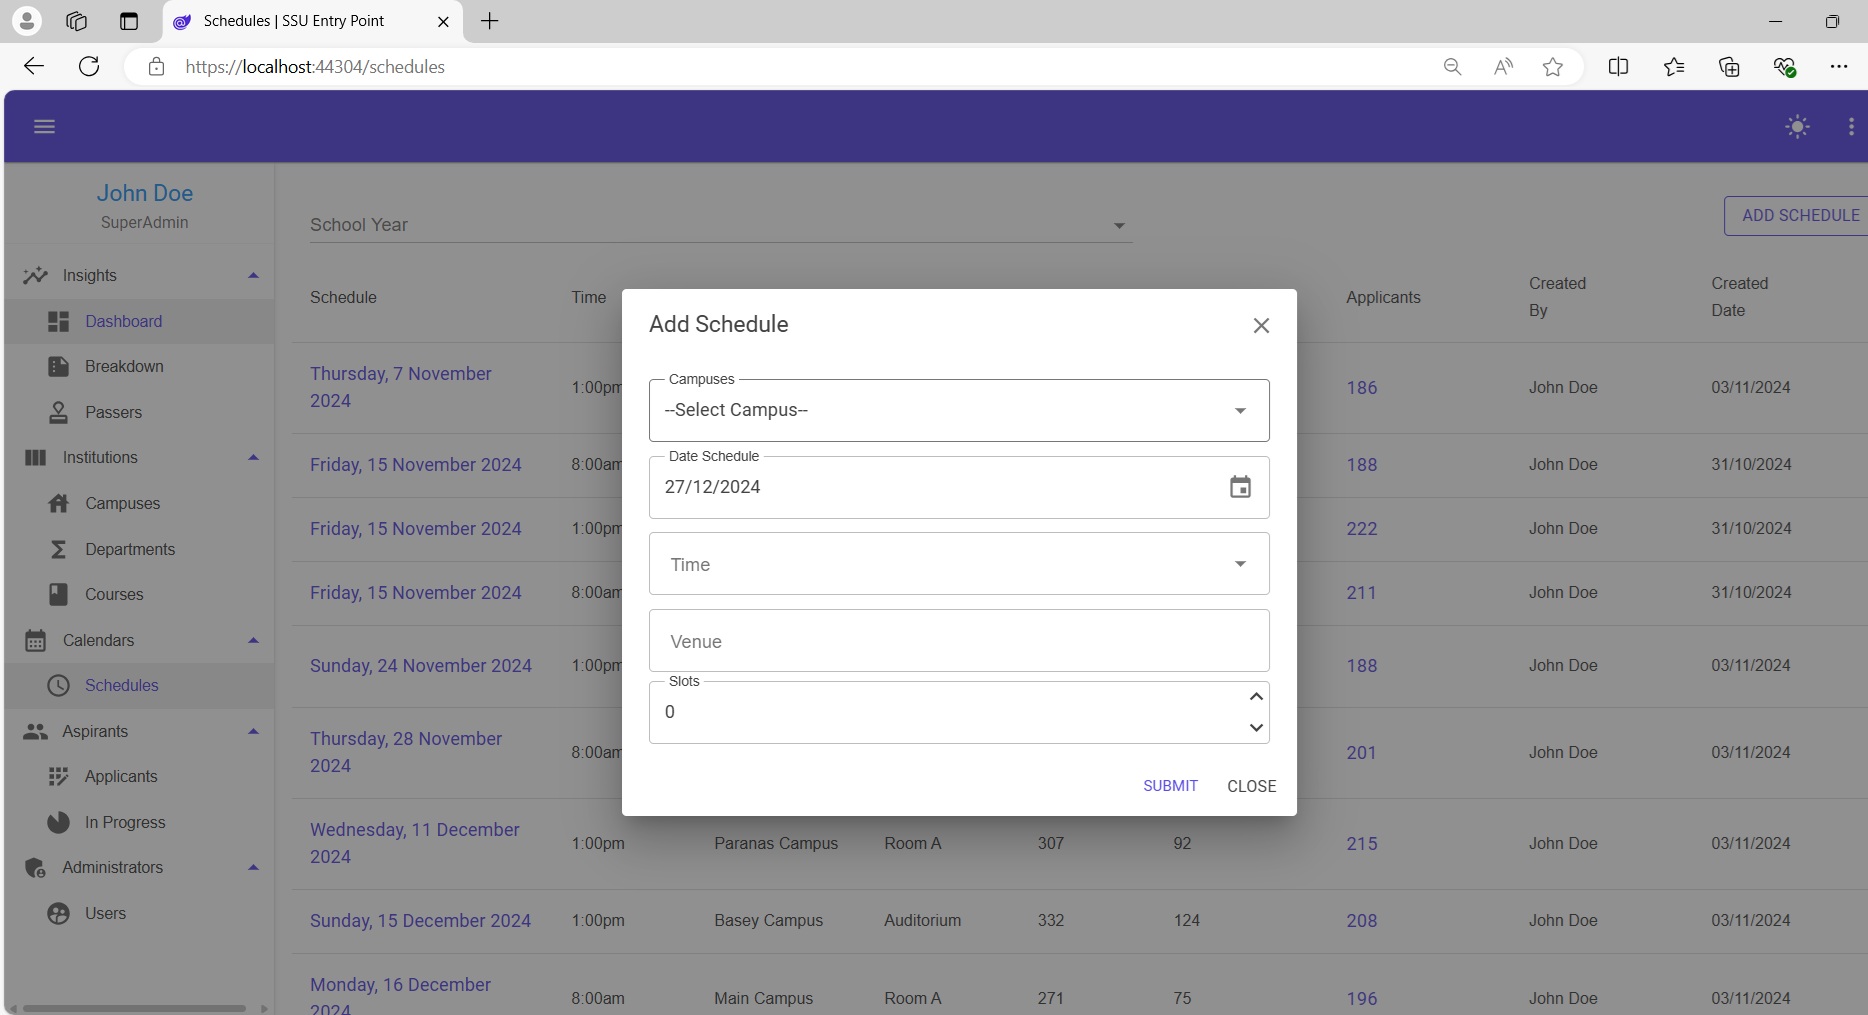 Schedules | SSU Entry Point
https://localhost:44304/schedules
John Doe
SuperAdmin
Insights
Dashboard
Breakdown
Passers
Institutions
Campuses
Departments
Courses
Calendars
Schedules
Aspirants
Applicants
In Progress
Administrators
Users
School Year
ADD SCHEDULE
Schedule Time Applicants Created By Created Date
Thursday, 7 November 2024 1:00pm 186 John Doe 03/11/2024
Friday, 15 November 2024 8:00am 188 John Doe 31/10/2024
Friday, 15 November 2024 1:00pm 222 John Doe 31/10/2024
Friday, 15 November 2024 8:00am 211 John Doe 31/10/2024
Sunday, 24 November 2024 1:00pm 188 John Doe 03/11/2024
Thursday, 28 November 2024 8:00am 201 John Doe 03/11/2024
Wednesday, 11 December 2024 1:00pm Paranas Campus Room A 307 92 215 John Doe 03/11/2024
Sunday, 15 December 2024 1:00pm Basey Campus Auditorium 332 124 208 John Doe 03/11/2024
Monday, 16 December 2024 8:00am Main Campus Room A 271 75 196 John Doe 03/11/2024
Add Schedule
Campuses
--Select Campus--
Date Schedule
27/12/2024
Time
Venue
Slots
0
SUBMIT CLOSE